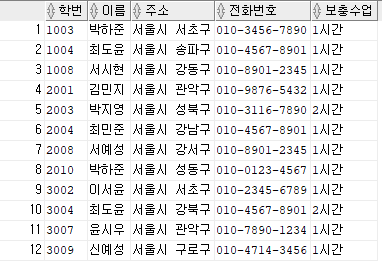 학번 이름 주소 전화번호 보충수업
1 1003 박하준 서울시 서초구 010-3456-7890 1시간
2 1004 최도윤 서울시 송파구 010-4567-8901 1시간
3 1008 서시현 서울시 강동구 010-8901-2345 1시간
4 2001 김민지 서울시 관악구 010-9876-5432 1시간
5 2003 박지영 서울시 성북구 010-3116-7890 2시간
6 2004 최민준 서울시 강남구 010-4567-8901 1시간
7 2008 서예성 서울시 강서구 010-8901-2345 1시간
8 2010 박하준 서울시 성동구 010-0123-4567 1시간
9 3002 이서윤 서울시 서초구 010-2345-6789 1시간
10 3004 최도윤 서울시 강북구 010-4567-8901 2시간
11 3007 윤시우 서울시 관악구 010-7890-1234 1시간
12 3009 신예성 서울시 구로구 010-4714-3456 1시간